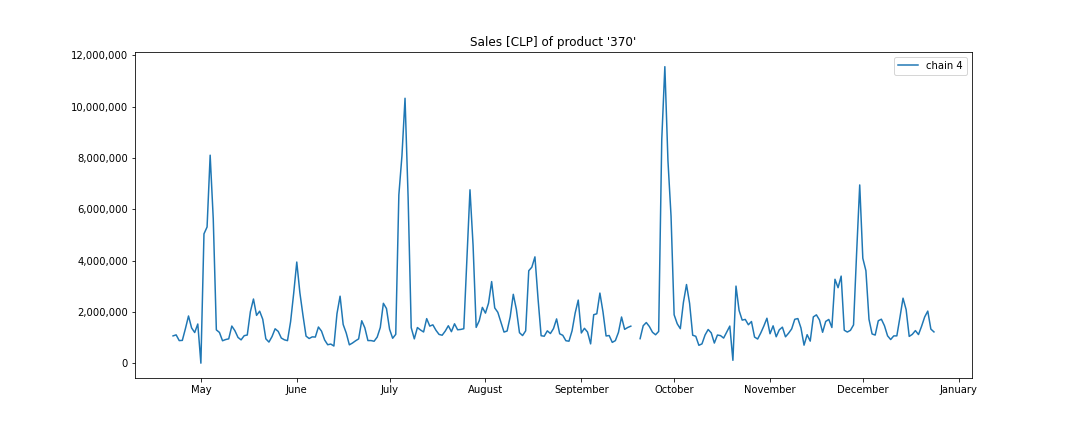 Sales [CLP] of product '370'
chain 4
12,000,000
10,000,000
8,000,000
6,000,000
4,000,000
2,000,000
0
May June July August September October November December January